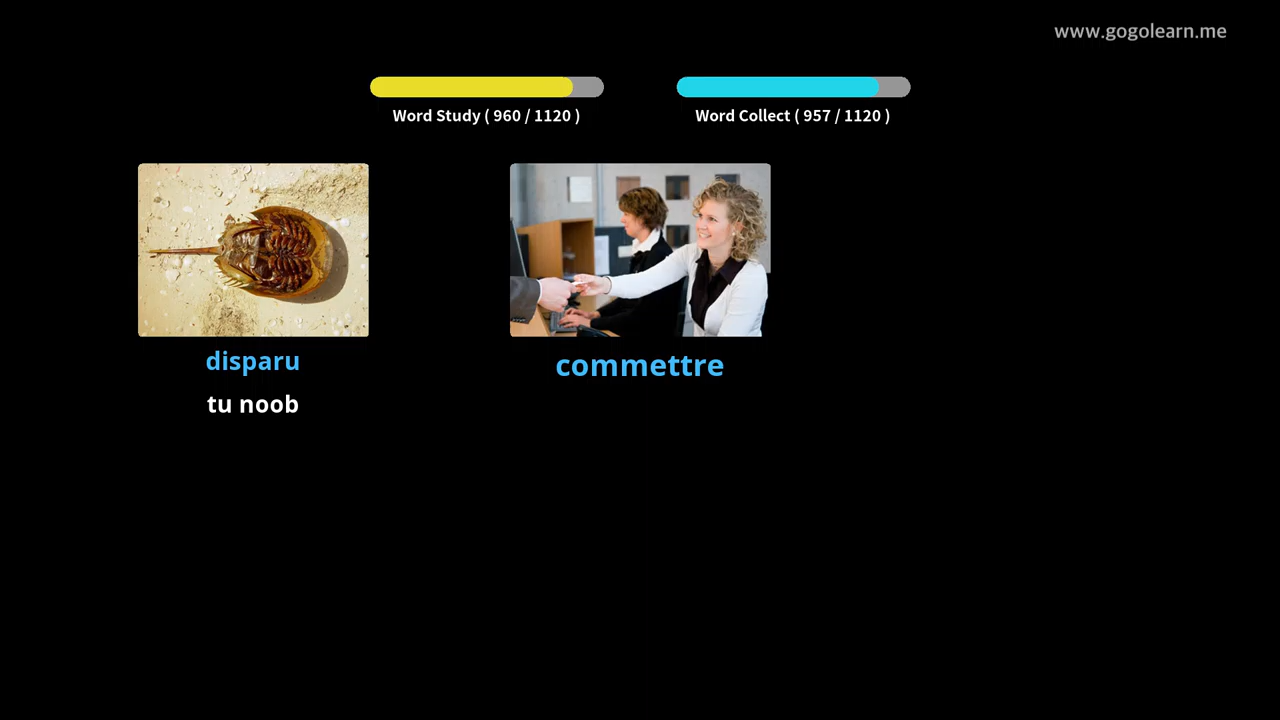 www.gogolearn.me
Word Study ( 960 / 1120 )
Word Collect ( 957 / 1120 )
disparu
tu noob
commettre